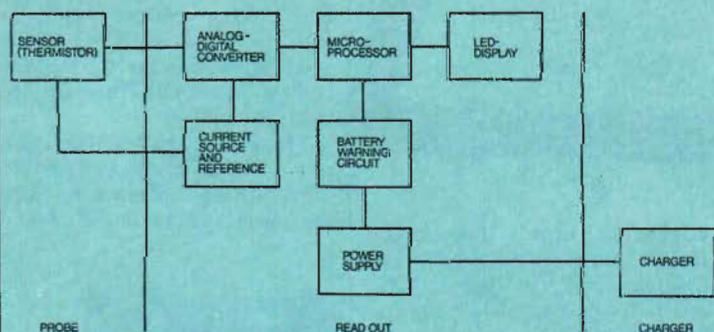 SENSOR
(THERMISTOR)
ANALOG-
DIGITAL
CONVERTER
MICRO-
PROCESSOR
LED-
DISPLAY
CURRENT
SOURCE
AND
REFERENCE
BATTERY
WARNING
CIRCUIT
POWER
SUPPLY
CHARGER
PROBE
READ OUT
CHARGER